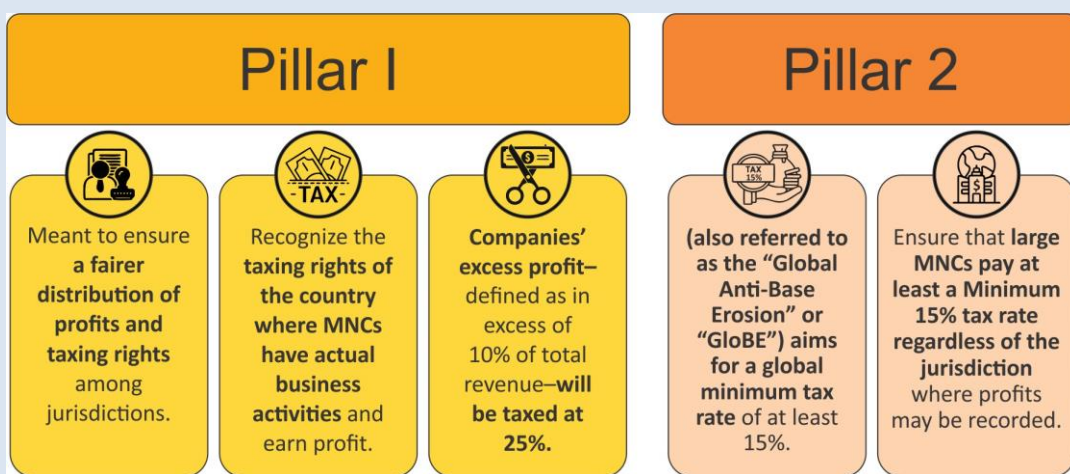 Pillar I
Pillar 2
-TAX-
TAX
15%
Meant to ensure
a fairer
distribution of
profits and
taxing rights
among
jurisdictions.
Recognize the
taxing rights of
the country
where MNCs
have actual
business
activities and
earn profit.
Companies’
excess profit–
defined as in
excess of
10% of total
revenue–will
be taxed at
25%.
(also referred to
as the “Global
Anti-Base
Erosion” or
“GloBE”) aims
for a global
minimum tax
rate of at least
15%.
Ensure that large
MNCs pay at
least a Minimum
15% tax rate
regardless of the
jurisdiction
where profits
may be recorded.